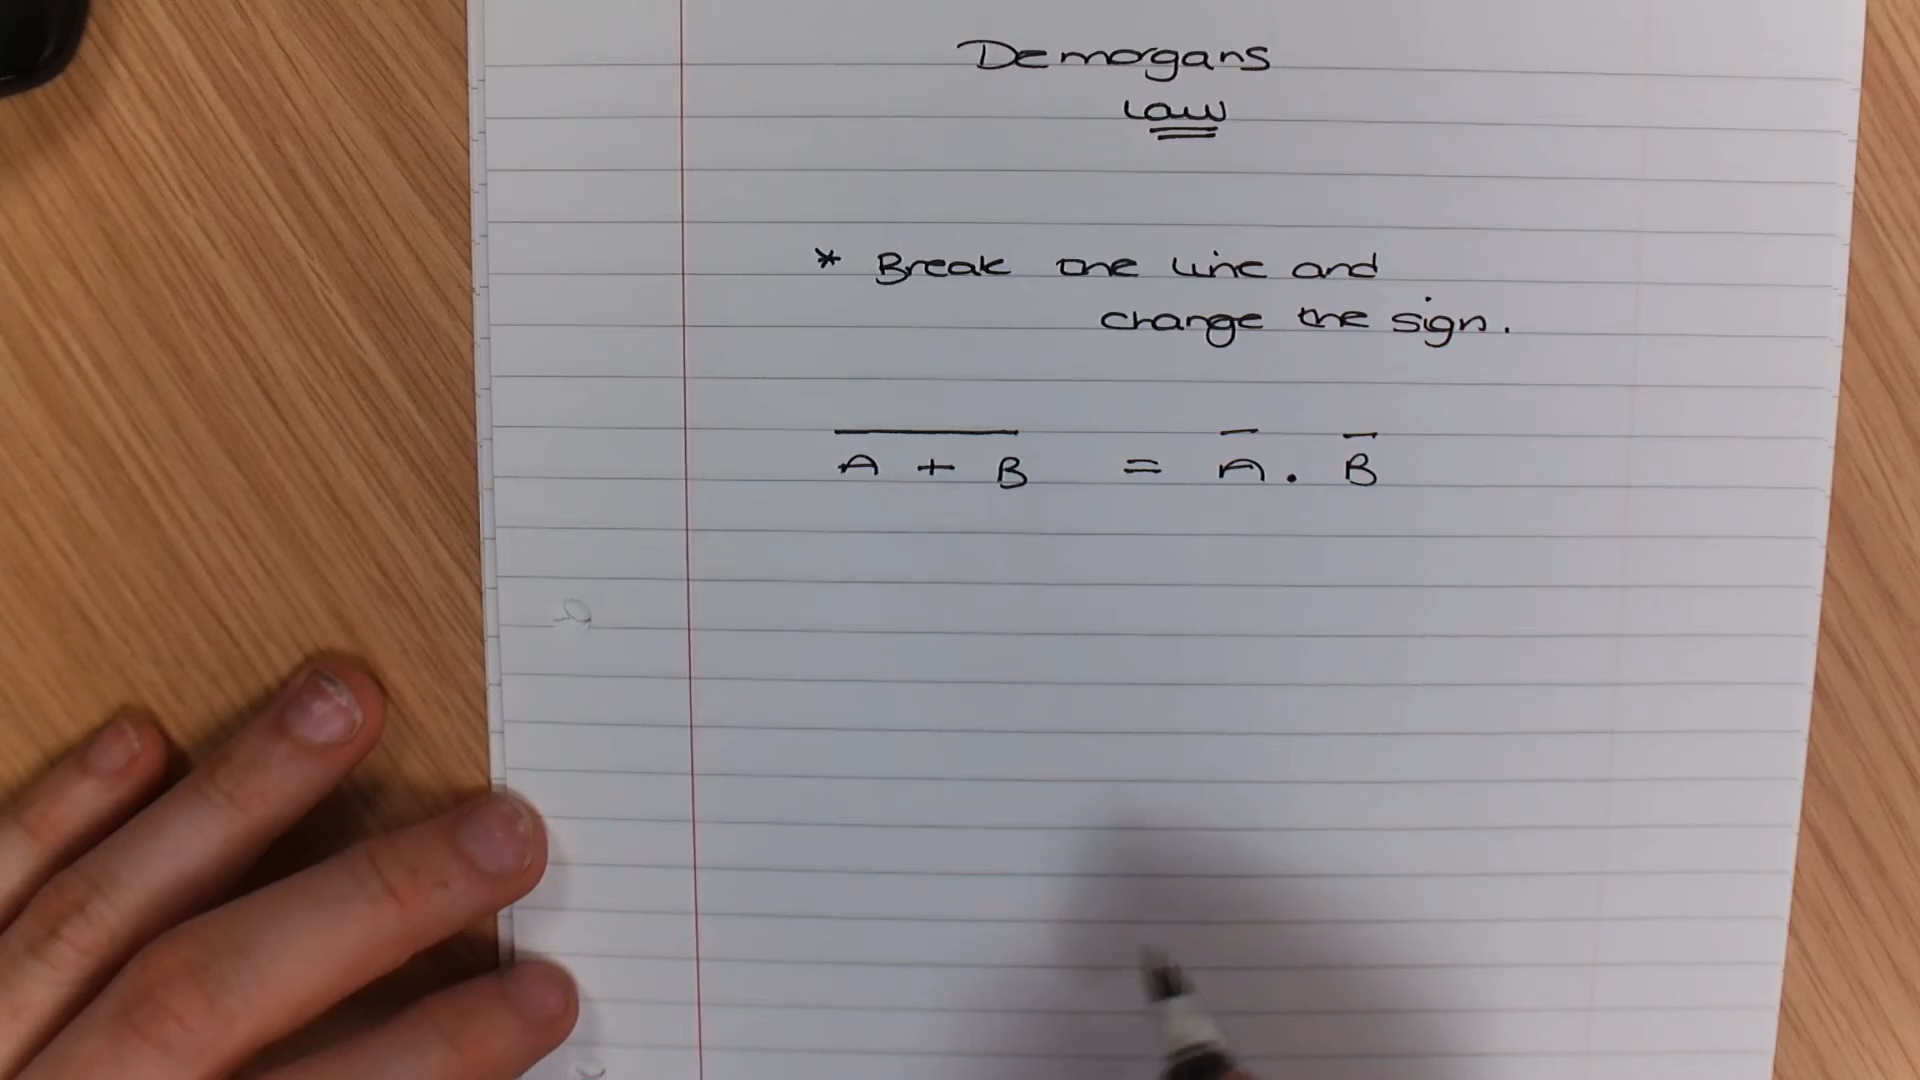 Demorgans
Law
* Break the line and
change the sign.
A̅ ̅+̅ ̅B̅ = A̅ . B̅